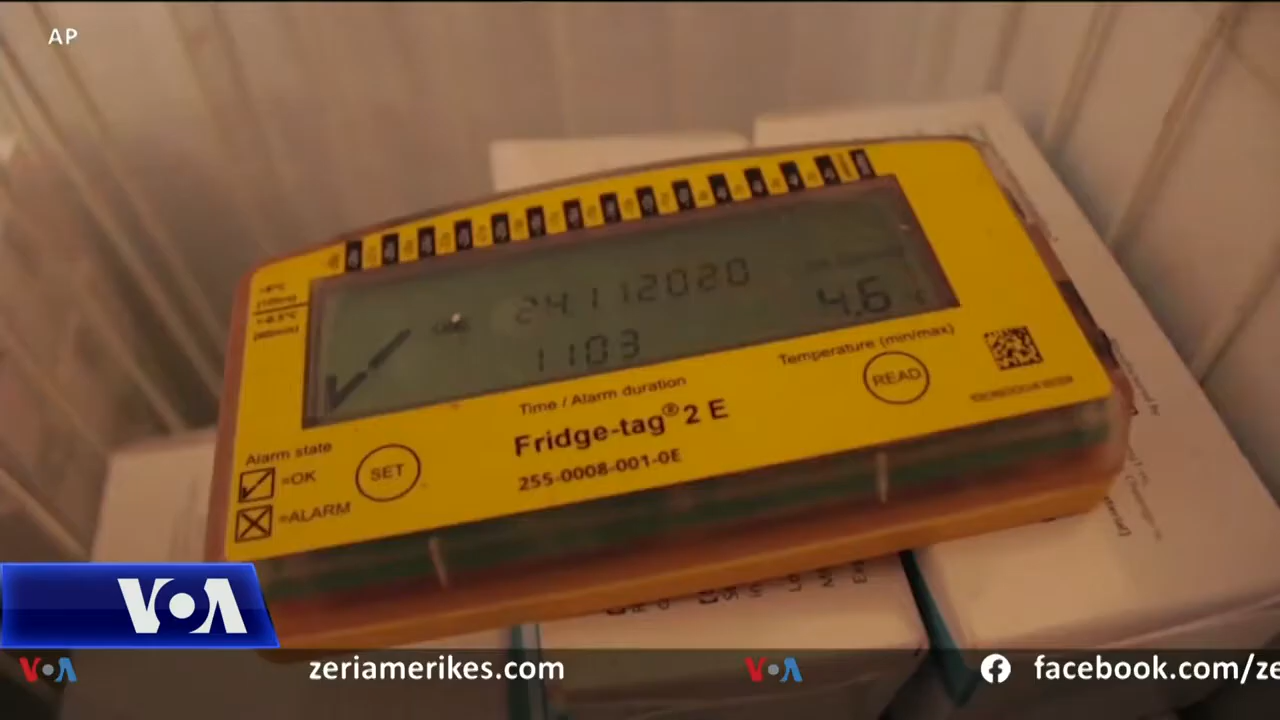 AP
24.11.2020
4.6
1103
Temperature (min/max)
READ
Time / Alarm duration
Fridge-tag® 2 E
255-0008-001-0E
Alarm state
=OK
SET
=ALARM
VOA
VOA
zeriamerikes.com
VOA
facebook.com/ze